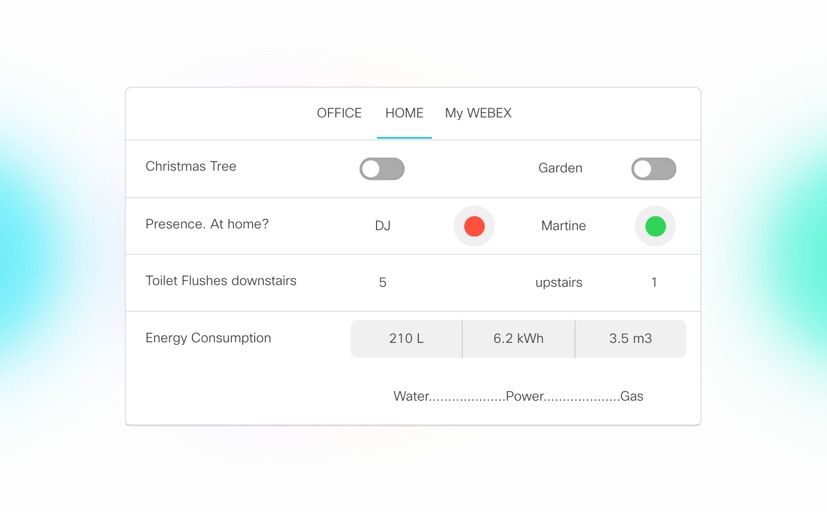 OFFICE HOME My WEBEX
Christmas Tree Garden
Presence. At home? DJ Martine
Toilet Flushes downstairs 5 upstairs 1
Energy Consumption 210 L 6.2 kWh 3.5 m3
Water....................Power....................Gas